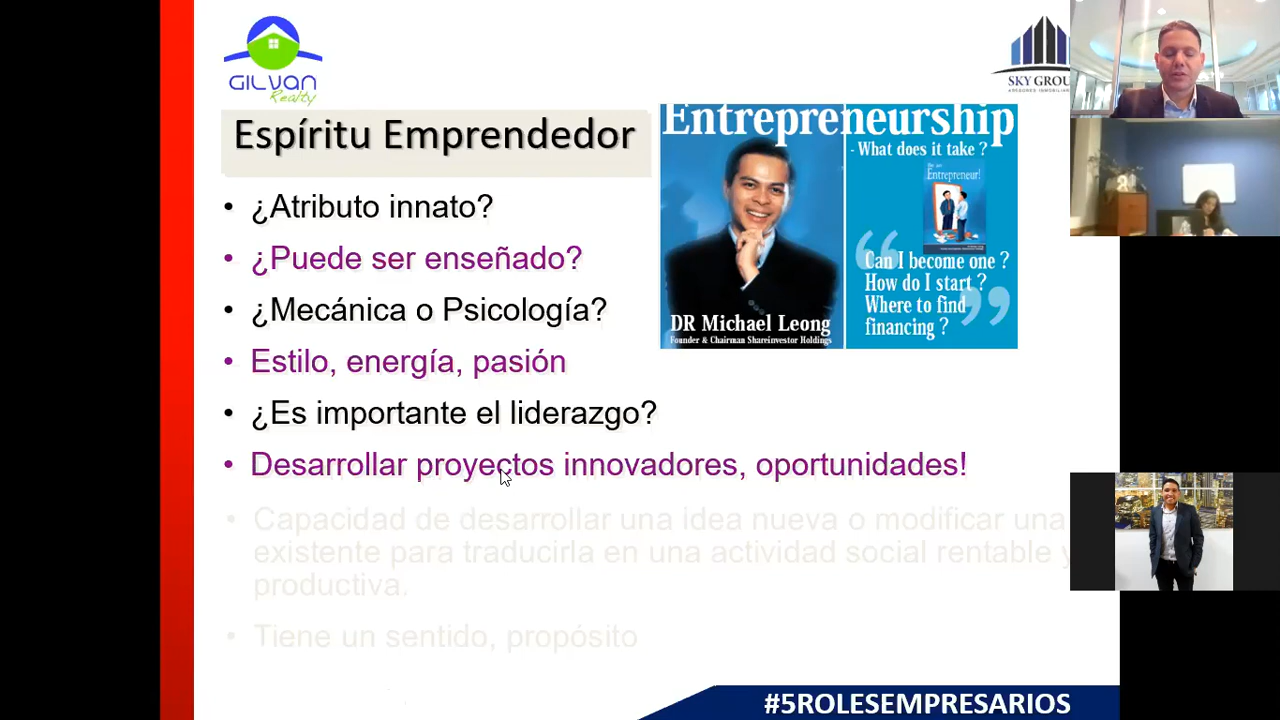 GILVAN
Realty
SKY GROU
Espíritu Emprendedor
• ¿Atributo innato?
• ¿Puede ser enseñado?
• ¿Mecánica o Psicología?
• Estilo, energía, pasión
• ¿Es importante el liderazgo?
• Desarrollar proyectos innovadores, oportunidades!
• Capacidad de desarrollar una idea nueva o modificar una
existente para traducirla en una actividad social rentable y
productiva.
• Tiene un sentido, propósito
Entrepreneurship
- What does it take ?
Entrepreneur!
“Can I become one ?
How do I start ?
Where to find
financing ?”
DR Michael Leong
Founder & Chairman Shareinvestor Holdings
#5ROLESEMPRESARIOS